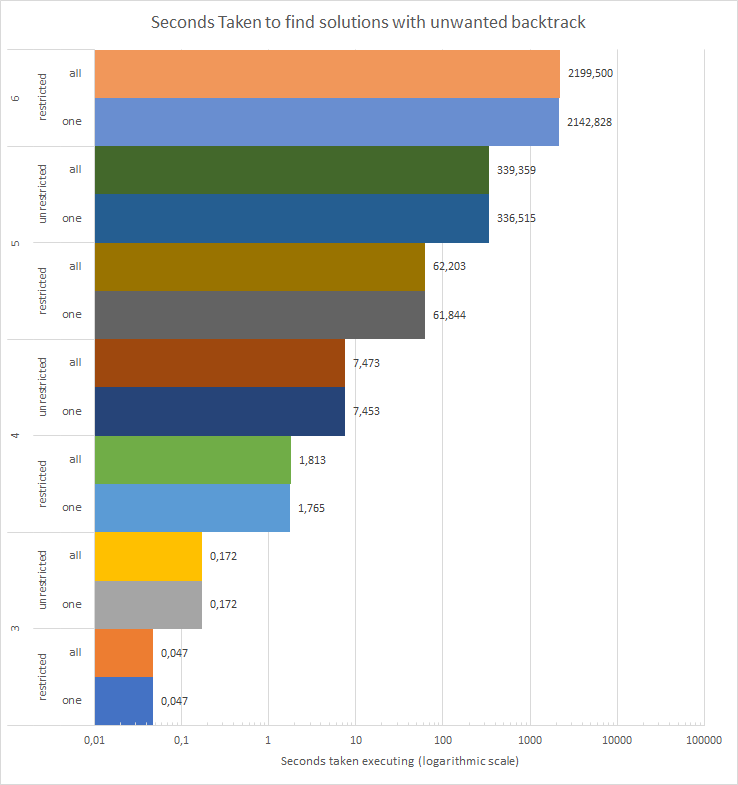 Seconds Taken to find solutions with unwanted backtrack
6
restricted
all
2199,500
one
2142,828
5
unrestricted
all
339,359
one
336,515
restricted
all
62,203
one
61,844
4
unrestricted
all
7,473
one
7,453
restricted
all
1,813
one
1,765
3
unrestricted
all
0,172
one
0,172
restricted
all
0,047
one
0,047
0,01 0,1 1 10 100 1000 10000 100000
Seconds taken executing (logarithmic scale)